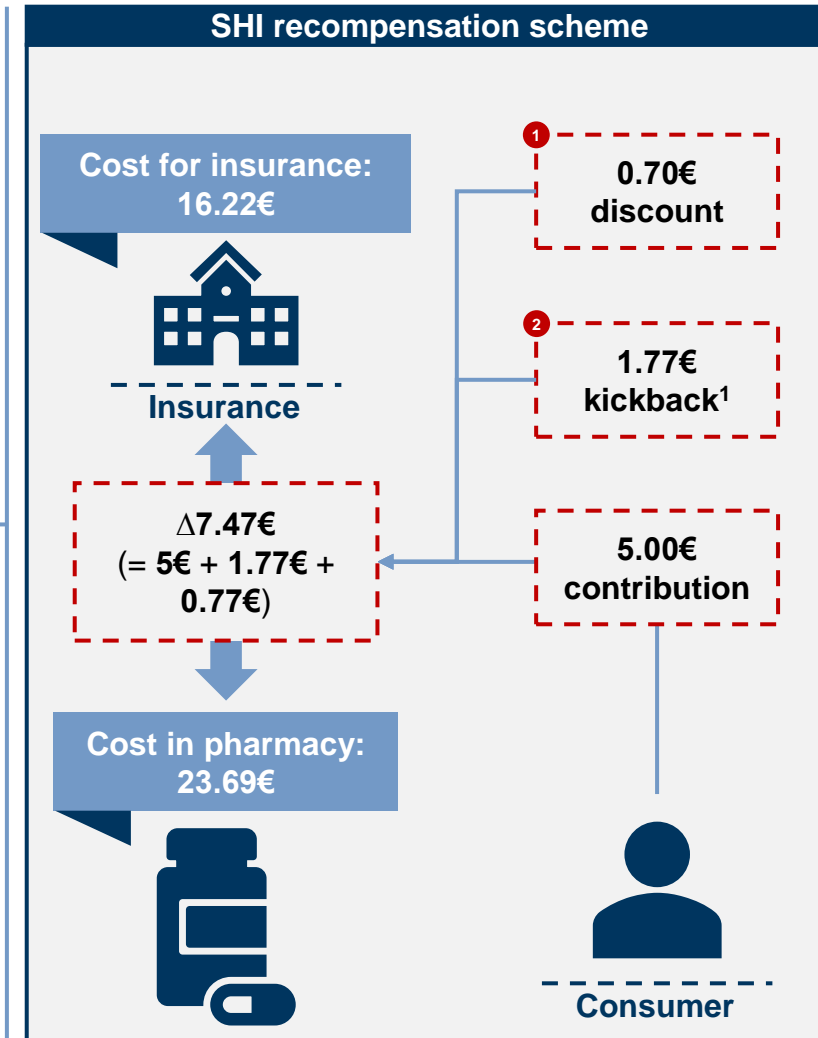 SHI recompensation scheme
Cost for insurance:
16.22€
Insurance
∆7.47€
(= 5€ + 1.77€ +
0.77€)
Cost in pharmacy:
23.69€
1
0.70€
discount
2
1.77€
kickback¹
5.00€
contribution
Consumer